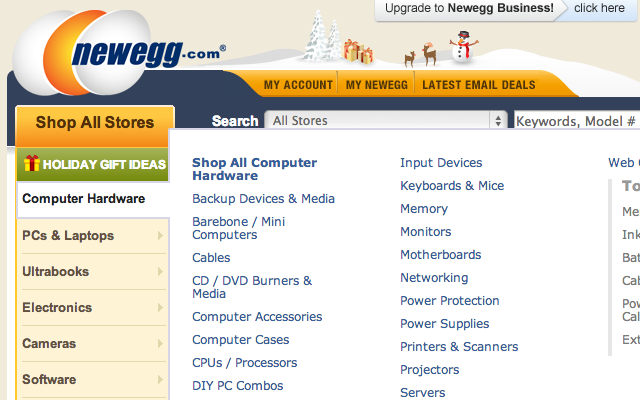 Upgrade to Newegg Business! click here
newegg.com®
MY ACCOUNT
MY NEWEGG
LATEST EMAIL DEALS
Shop All Stores
Search
All Stores
Keywords, Model #
HOLIDAY GIFT IDEAS
Computer Hardware
PCs & Laptops
Ultrabooks
Electronics
Cameras
Software
Shop All Computer
Hardware
Backup Devices & Media
Barebone / Mini
Computers
Cables
CD / DVD Burners &
Media
Computer Accessories
Computer Cases
CPUs / Processors
DIY PC Combos
Input Devices
Keyboards & Mice
Memory
Monitors
Motherboards
Networking
Power Protection
Power Supplies
Printers & Scanners
Projectors
Servers
Web
To
Me
Ink
Bat
Cab
Pow
Cal
Ext